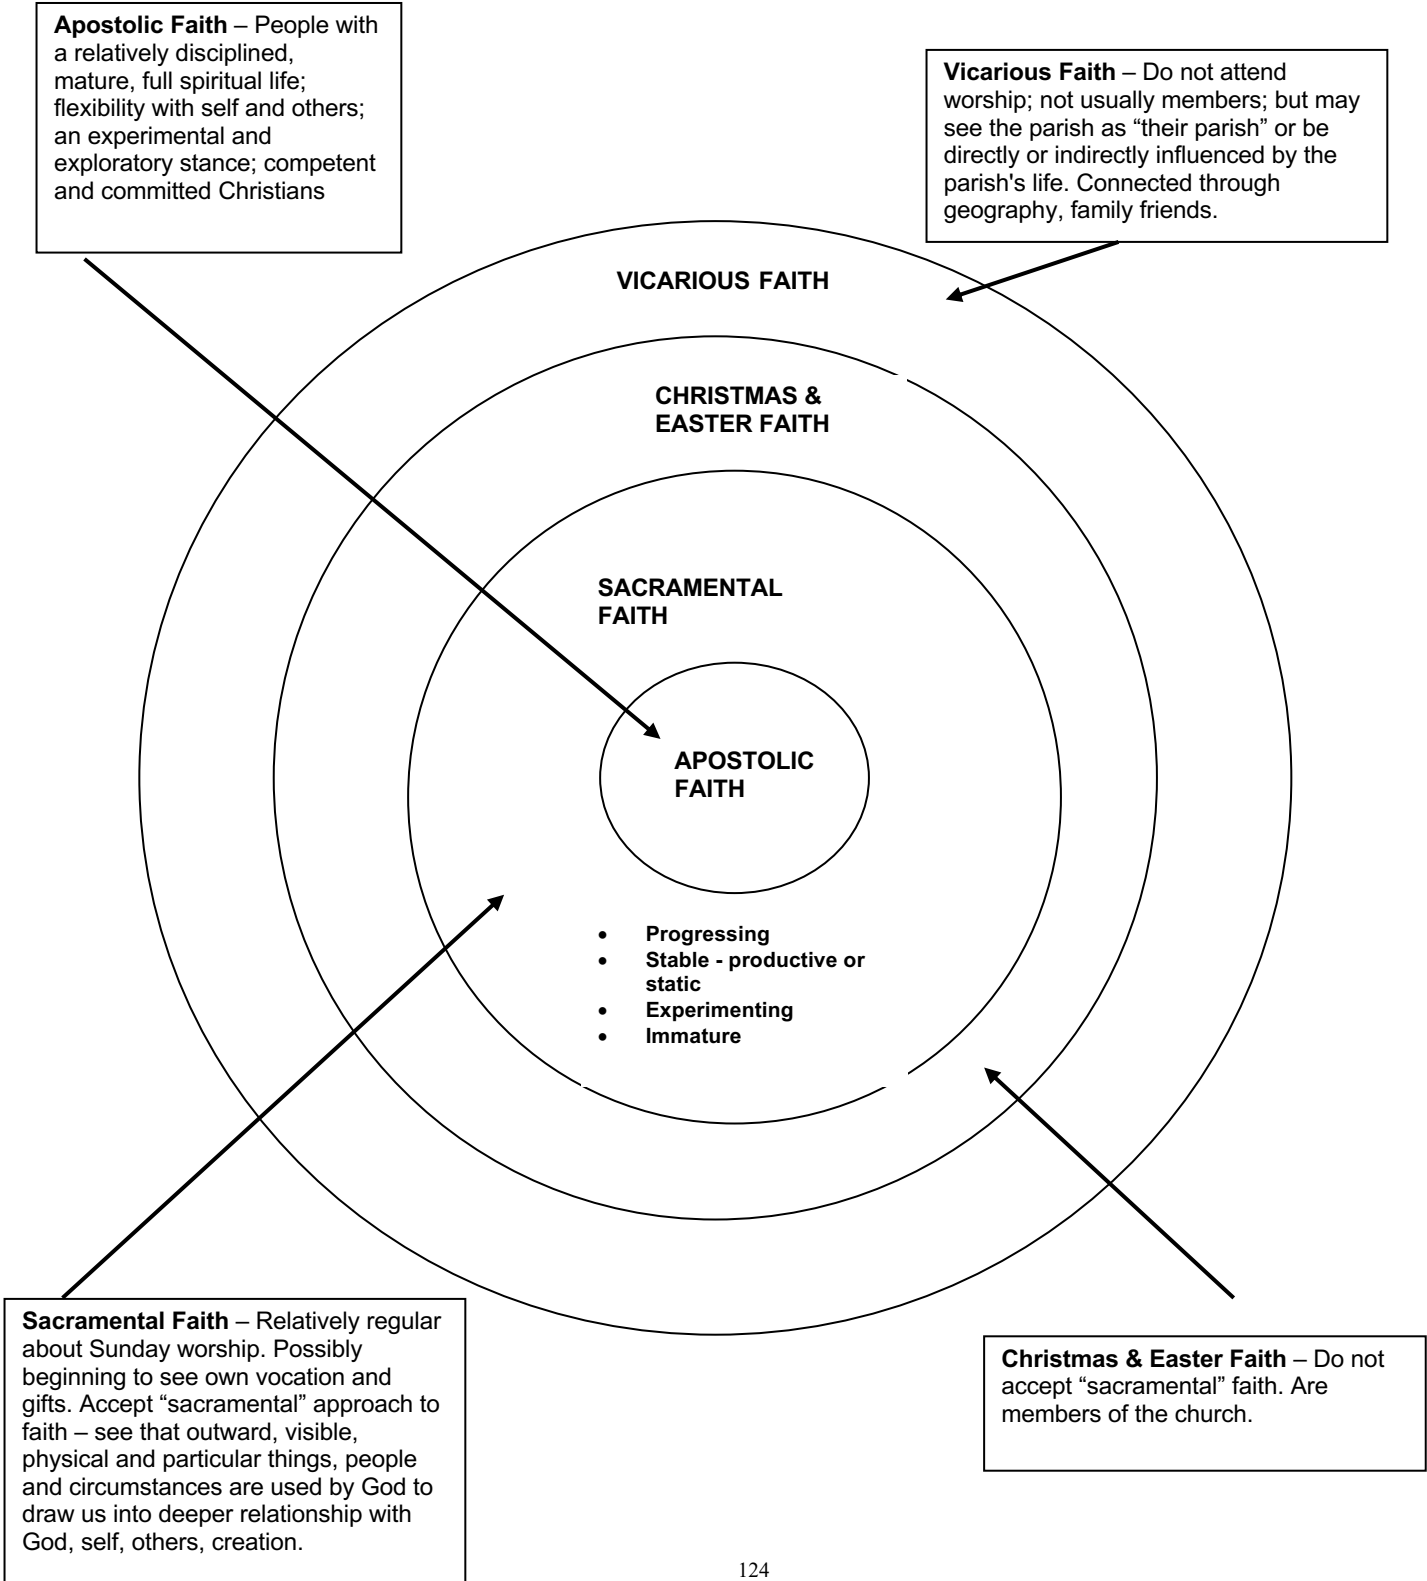 Apostolic Faith – People with
a relatively disciplined,
mature, full spiritual life;
flexibility with self and others;
an experimental and
exploratory stance; competent
and committed Christians
Vicarious Faith – Do not attend
worship; not usually members; but may
see the parish as “their parish” or be
directly or indirectly influenced by the
parish's life. Connected through
geography, family friends.
VICARIOUS FAITH
CHRISTMAS &
EASTER FAITH
SACRAMENTAL
FAITH
APOSTOLIC
FAITH
• Progressing
• Stable - productive or
static
• Experimenting
• Immature
Sacramental Faith – Relatively regular
about Sunday worship. Possibly
beginning to see own vocation and
gifts. Accept “sacramental” approach to
faith – see that outward, visible,
physical and particular things, people
and circumstances are used by God to
draw us into deeper relationship with
God, self, others, creation.
Christmas & Easter Faith – Do not
accept “sacramental” faith. Are
members of the church.
124